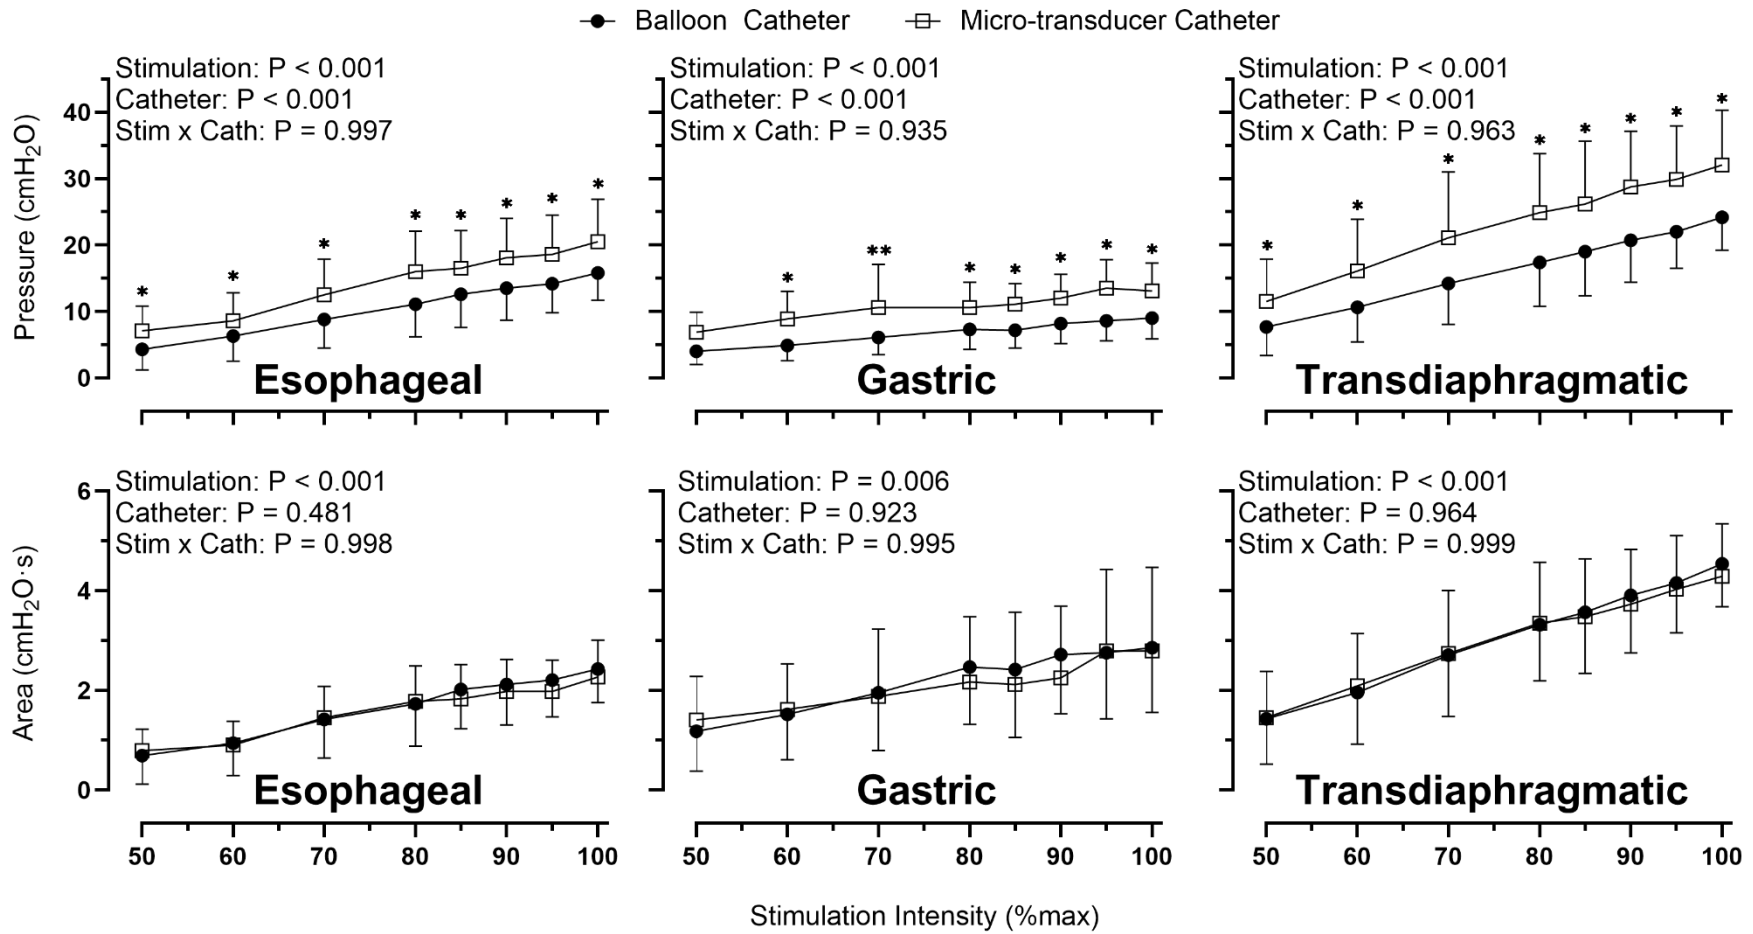 Balloon Catheter Micro-transducer Catheter
Pressure (cmH₂O)
40
30
20
10
0
Stimulation: P < 0.001
Catheter: P < 0.001
Stim x Cath: P = 0.997
* * * * * * * *
Esophageal
Stimulation: P < 0.001
Catheter: P < 0.001
Stim x Cath: P = 0.935
* ** * * * * *
Gastric
Stimulation: P < 0.001
Catheter: P < 0.001
Stim x Cath: P = 0.963
* * * * * * * *
Transdiaphragmatic
Area (cmH₂O·s)
6
4
2
0
Stimulation: P < 0.001
Catheter: P = 0.481
Stim x Cath: P = 0.998
Esophageal
50 60 70 80 90 100
Stimulation: P = 0.006
Catheter: P = 0.923
Stim x Cath: P = 0.995
Gastric
50 60 70 80 90 100
Stimulation: P < 0.001
Catheter: P = 0.964
Stim x Cath: P = 0.999
Transdiaphragmatic
50 60 70 80 90 100
Stimulation Intensity (%max)